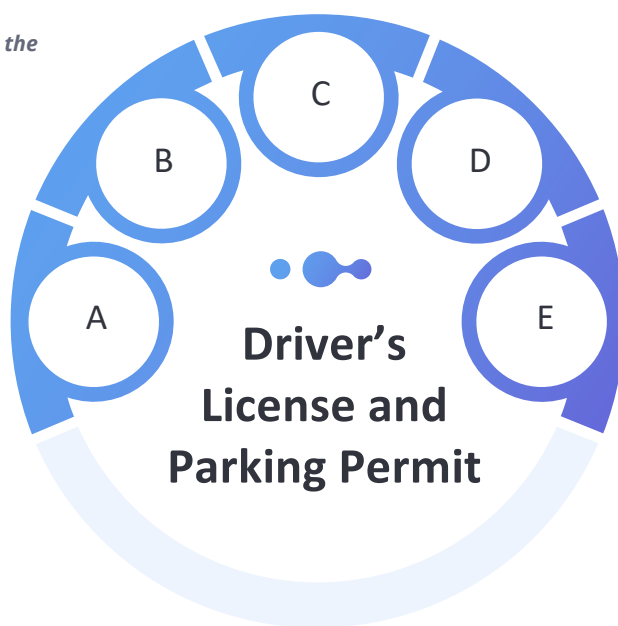 the
C
B
D
A
E
Driver’s
License and
Parking Permit